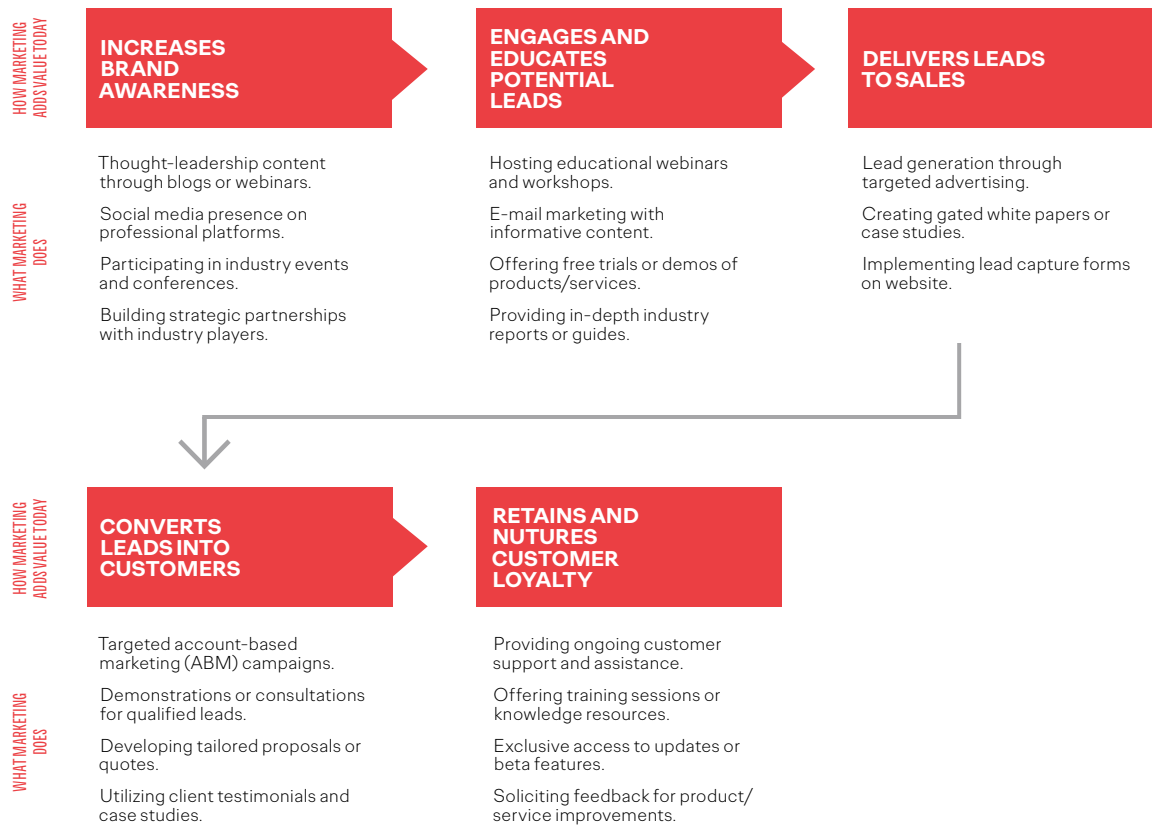 HOW MARKETING
ADDS VALUE TODAY
INCREASES
BRAND
AWARENESS
ENGAGES AND
EDUCATES
POTENTIAL
LEADS
DELIVERS LEADS
TO SALES
WHAT MARKETING
DOES
Thought-leadership content
through blogs or webinars.
Social media presence on
professional platforms.
Participating in industry events
and conferences.
Building strategic partnerships
with industry players.
Hosting educational webinars
and workshops.
E-mail marketing with
informative content.
Offering free trials or demos of
products/services.
Providing in-depth industry
reports or guides.
Lead generation through
targeted advertising.
Creating gated white papers or
case studies.
Implementing lead capture forms
on website.
HOW MARKETING
ADDS VALUE TODAY
CONVERTS
LEADS INTO
CUSTOMERS
RETAINS AND
NUTURES
CUSTOMER
LOYALTY
WHAT MARKETING
DOES
Targeted account-based
marketing (ABM) campaigns.
Demonstrations or consultations
for qualified leads.
Developing tailored proposals or
quotes.
Utilizing client testimonials and
case studies.
Providing ongoing customer
support and assistance.
Offering training sessions or
knowledge resources.
Exclusive access to updates or
beta features.
Soliciting feedback for product/
service improvements.